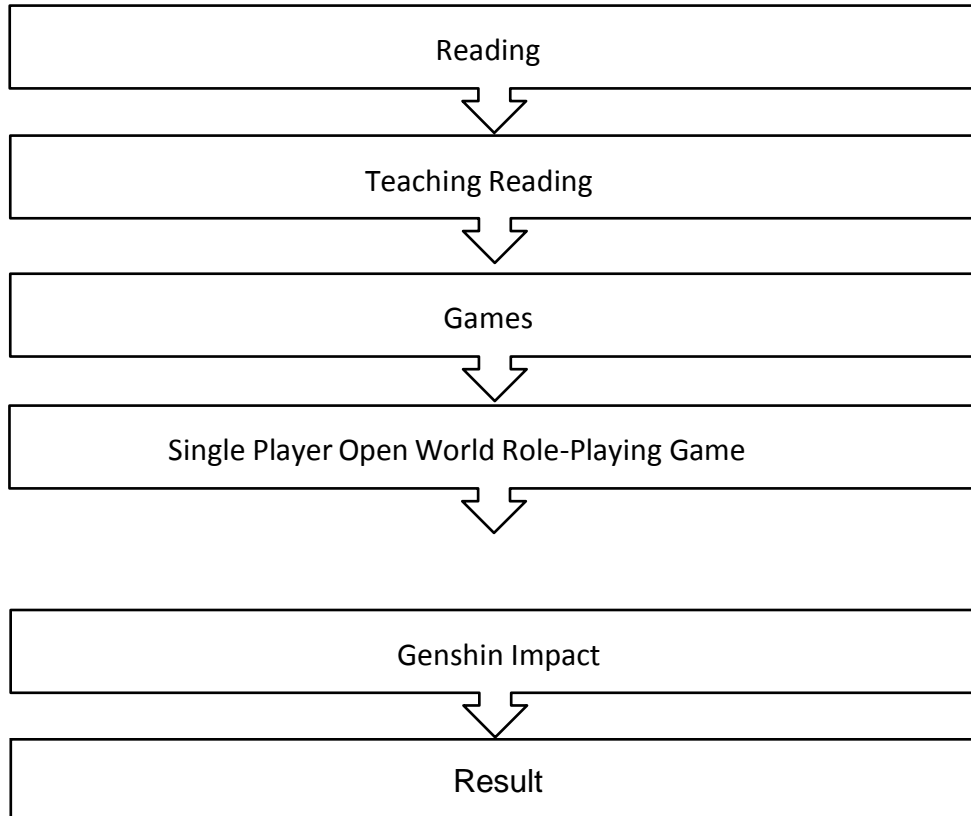 Reading
Teaching Reading
Games
Single Player Open World Role-Playing Game
Genshin Impact
Result